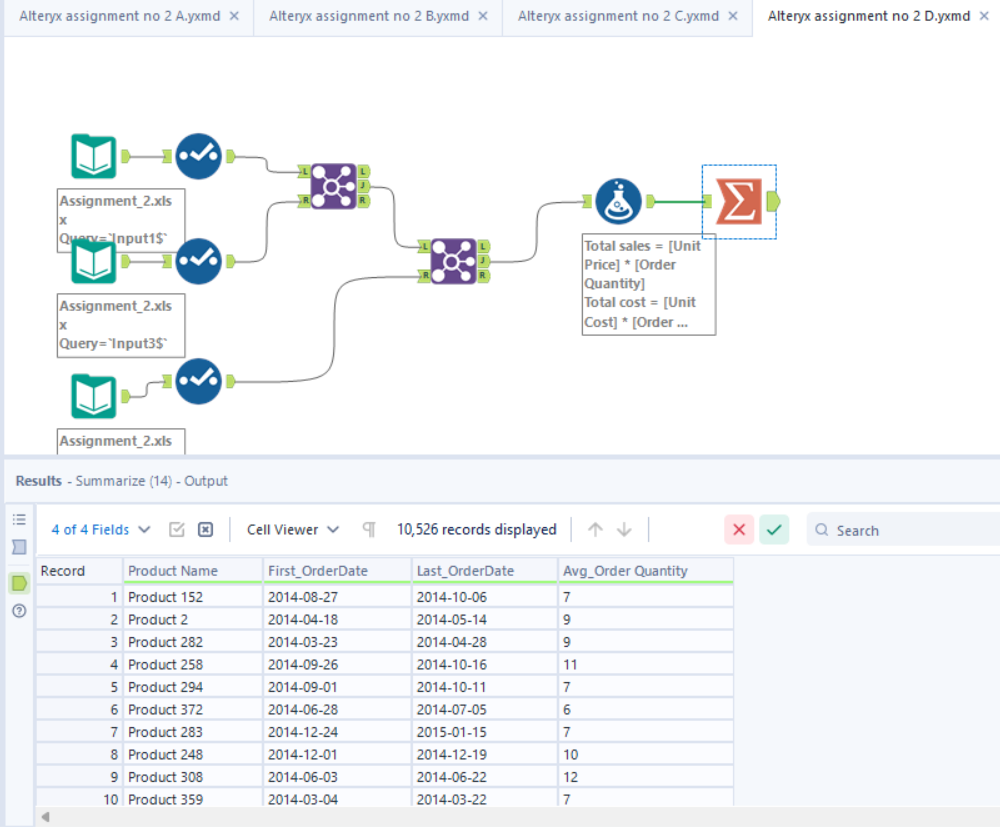 Alteryx assignment no 2 A.yxmd
Alteryx assignment no 2 B.yxmd
Alteryx assignment no 2 C.yxmd
Alteryx assignment no 2 D.yxmd
L
R
L
J
R
Assignment_2.xls
x
Query=`Input1$`
L
R
L
J
R
Total sales = [Unit
Price] * [Order
Quantity]
Total cost = [Unit
Cost] * [Order ...
Assignment_2.xls
x
Query=`Input3$`
Assignment_2.xls
Results - Summarize (14) - Output
4 of 4 Fields
Cell Viewer
10,526 records displayed
Search
Record Product Name First_OrderDate Last_OrderDate Avg_Order Quantity
1 Product 152 2014-08-27 2014-10-06 7
2 Product 2 2014-04-18 2014-05-14 9
3 Product 282 2014-03-23 2014-04-28 9
4 Product 258 2014-09-26 2014-10-16 11
5 Product 294 2014-09-01 2014-10-11 7
6 Product 372 2014-06-28 2014-07-05 6
7 Product 283 2014-12-24 2015-01-15 7
8 Product 248 2014-12-01 2014-12-19 10
9 Product 308 2014-06-03 2014-06-22 12
10 Product 359 2014-03-04 2014-03-22 7